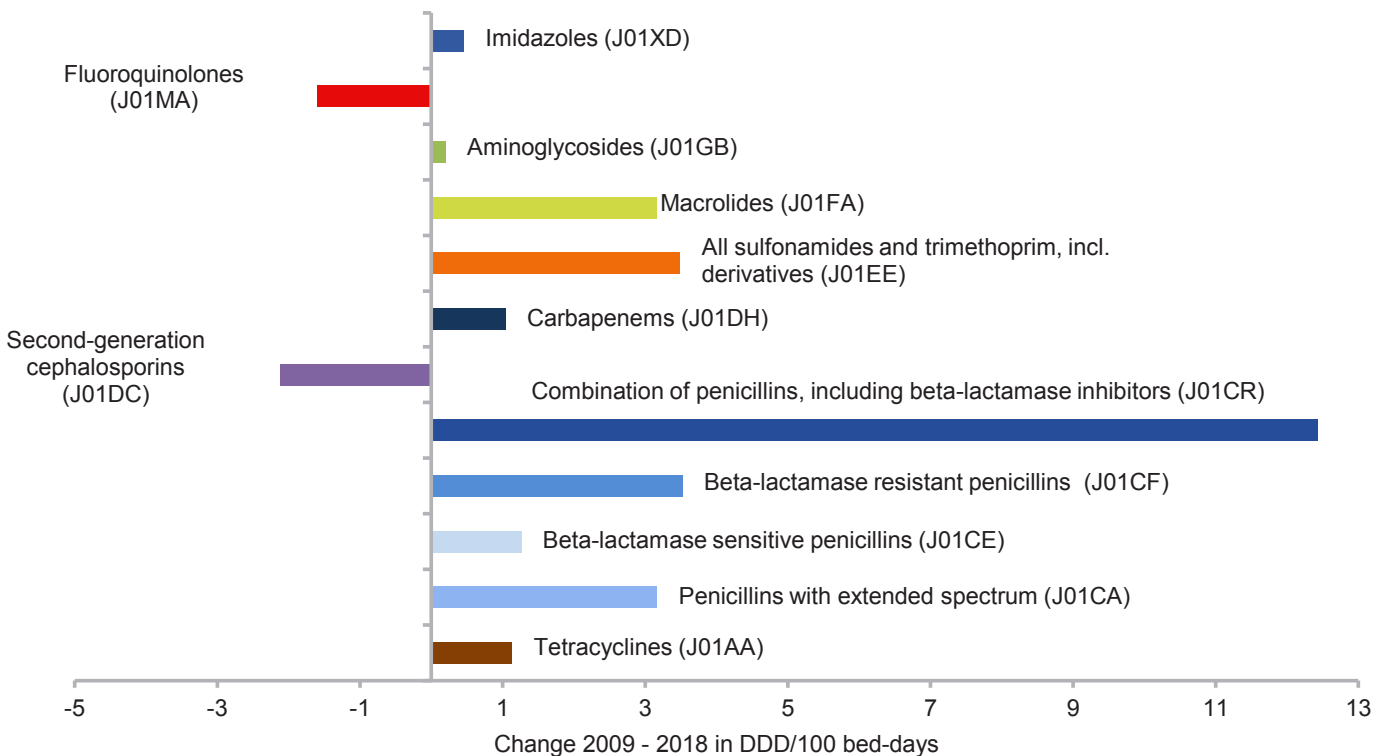 Imidazoles (J01XD)
Fluoroquinolones
(J01MA)
Aminoglycosides (J01GB)
Macrolides (J01FA)
All sulfonamides and trimethoprim, incl.
derivatives (J01EE)
Carbapenems (J01DH)
Second-generation
cephalosporins
(J01DC)
Combination of penicillins, including beta-lactamase inhibitors (J01CR)
Beta-lactamase resistant penicillins (J01CF)
Beta-lactamase sensitive penicillins (J01CE)
Penicillins with extended spectrum (J01CA)
Tetracyclines (J01AA)
-5 -3 -1 1 3 5 7 9 11 13
Change 2009 - 2018 in DDD/100 bed-days